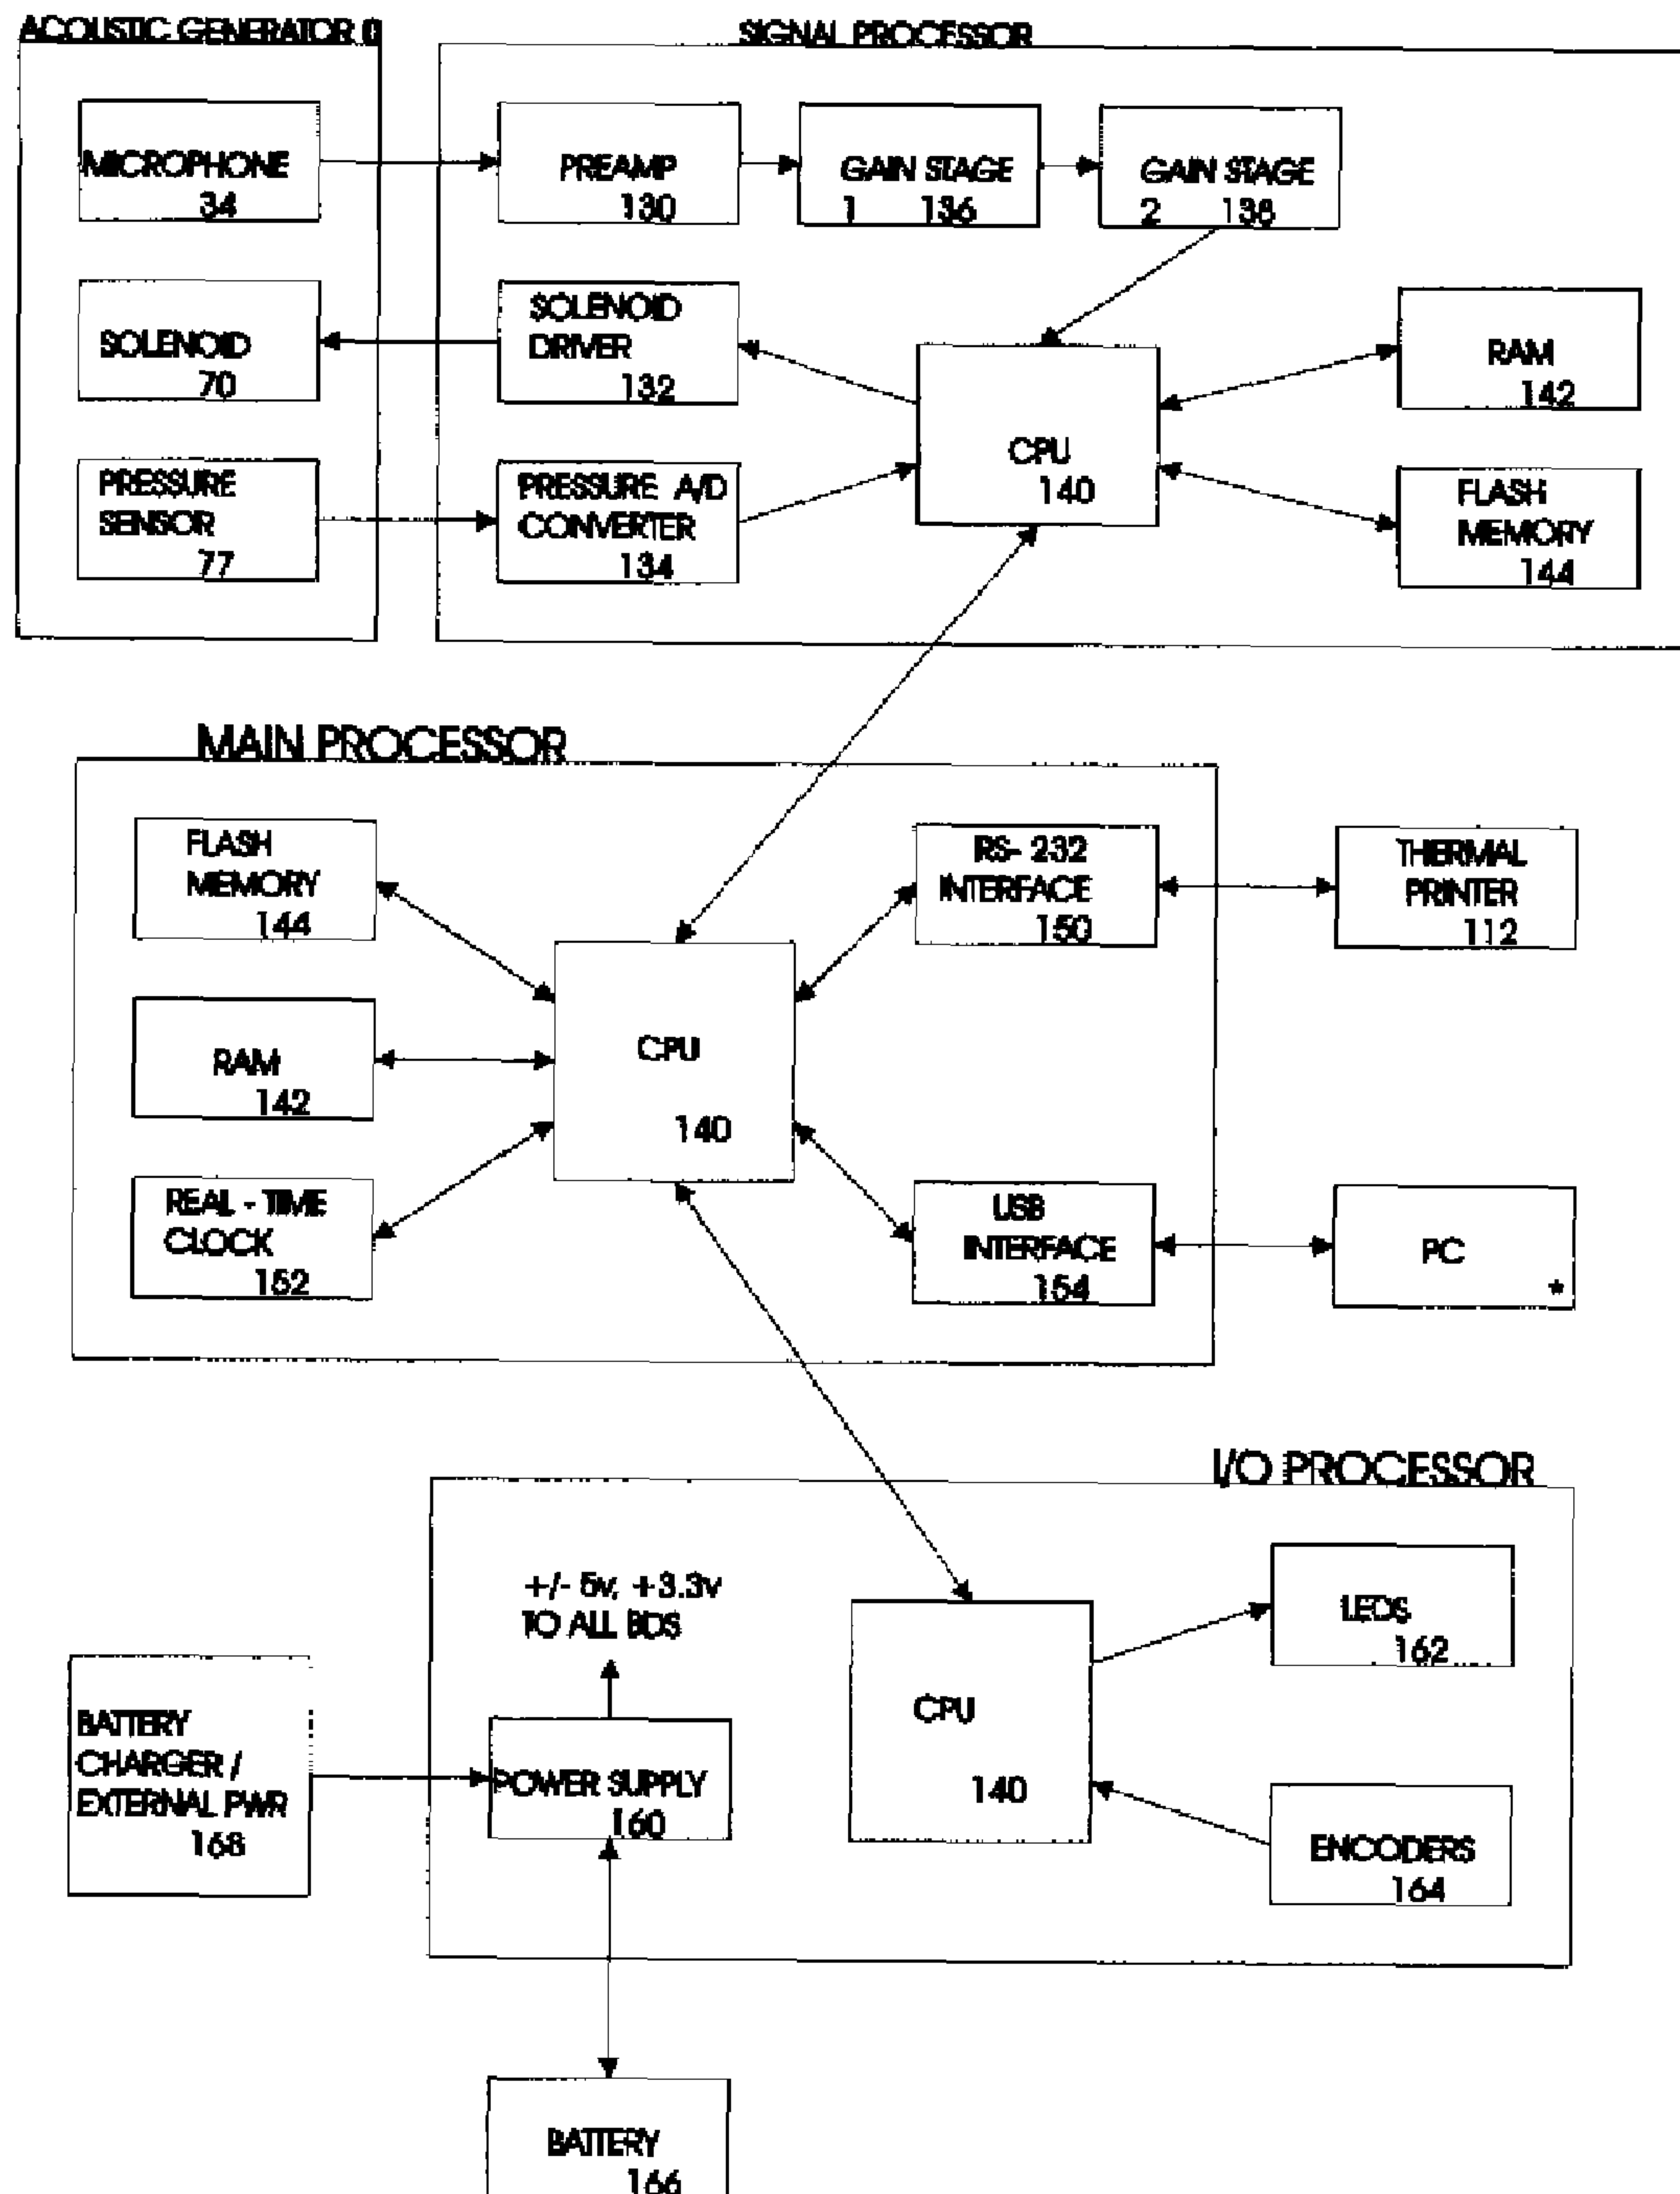 ACOUSTIC GENERATOR
SIGNAL PROCESSOR
MICROPHONE
34
PREAMP
130
GAIN STAGE
1 136
GAIN STAGE
2 138
SOLENOID
70
SOLENOID
DRIVER
132
CPU
140
RAM
142
PRESSURE
SENSOR
77
PRESSURE A/D
CONVERTER
134
FLASH
MEMORY
144
MAIN PROCESSOR
FLASH
MEMORY
144
RS-232
INTERFACE
150
THERMAL
PRINTER
112
RAM
142
CPU
140
REAL - TIME
CLOCK
152
USB
INTERFACE
154
PC
*
I/O PROCESSOR
+/- 5v, +3.3v
TO ALL BDS
LEDS
162
BATTERY
CHARGER /
EXTERNAL PWR
168
POWER SUPPLY
160
CPU
140
ENCODERS
164
BATTERY
166